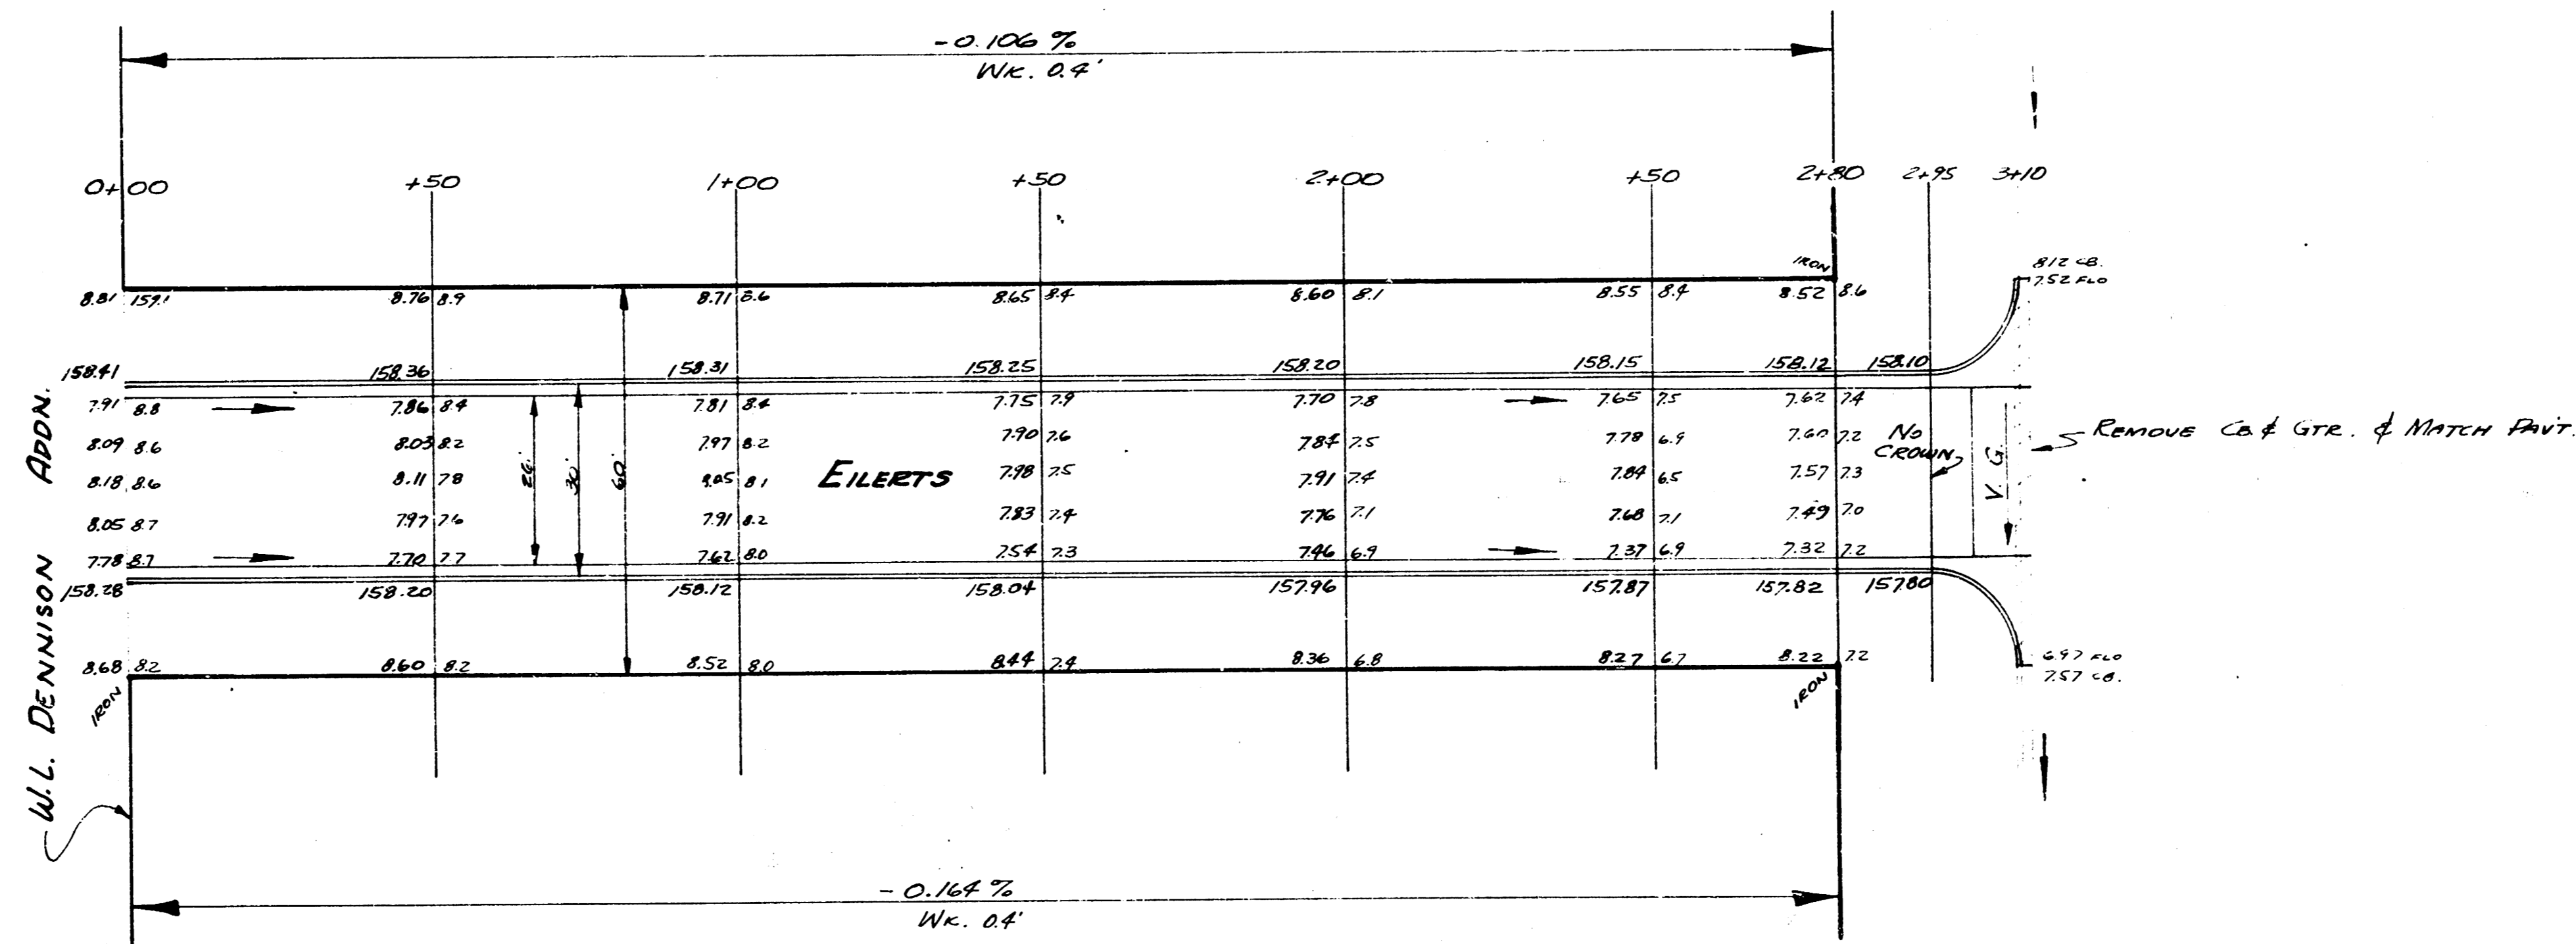 -0.106 %
WK. 0.4'
0+00 +50 1+00 +50 2+00 +50 2+80 2+95 3+10
IRON
8.12 CB.
7.52 FLO
8.81 159.1 8.76 8.9 8.71 8.6 8.65 8.4 8.60 8.1 8.55 8.4 8.52 8.6
158.41 158.36 158.31 158.25 158.20 158.15 158.12 158.10
7.91 8.8 7.86 8.4 7.81 8.4 7.75 7.9 7.70 7.8 7.65 7.5 7.62 7.4
8.09 8.6 8.03 8.2 7.97 8.2 7.90 7.6 7.84 7.5 7.78 6.9 7.60 7.2
NO
CROWN
REMOVE CB. & GTR. & MATCH PAVT.
8.18 8.6 8.11 7.8 8.05 8.1 7.98 7.5 7.91 7.4 7.84 6.5 7.57 7.3
26' 30' 60'
EILERTS
V. G.
8.05 8.7 7.97 7.6 7.91 8.2 7.83 7.4 7.76 7.1 7.68 7.1 7.49 7.0
7.78 8.7 7.70 7.7 7.62 8.0 7.54 7.3 7.46 6.9 7.37 6.9 7.32 7.2
158.28 158.20 158.12 158.04 157.96 157.87 157.82 157.80
8.68 8.2 8.60 8.2 8.52 8.0 8.44 7.4 8.36 6.8 8.27 6.7 8.22 7.2
6.97 FLO
7.57 CB.
IRON
IRON
W.L. DENNISON ADDN.
-0.164 %
WK. 0.4'